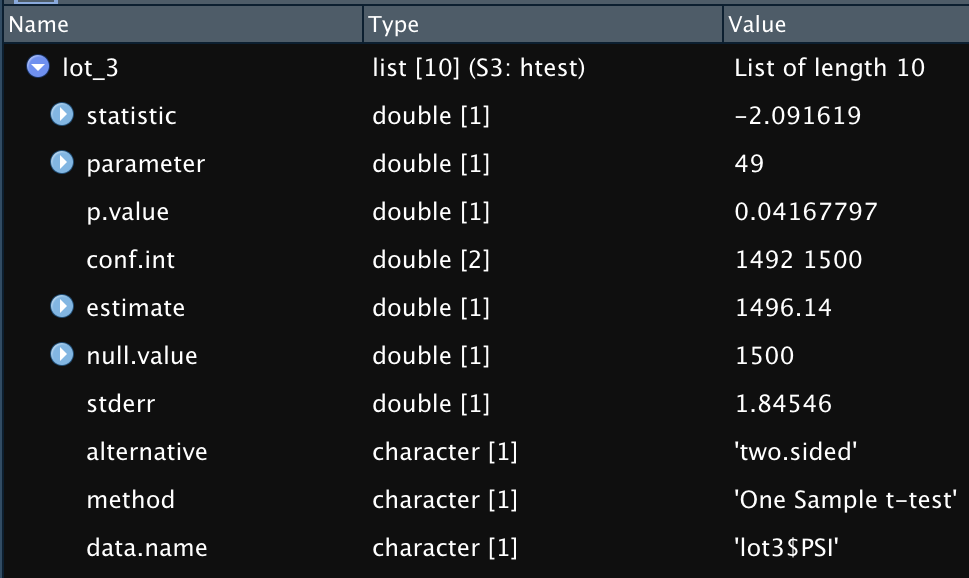 Name Type Value
lot_3 list [10] (S3: htest) List of length 10
statistic double [1] -2.091619
parameter double [1] 49
p.value double [1] 0.04167797
conf.int double [2] 1492 1500
estimate double [1] 1496.14
null.value double [1] 1500
stderr double [1] 1.84546
alternative character [1] 'two.sided'
method character [1] 'One Sample t-test'
data.name character [1] 'lot3$PSI'